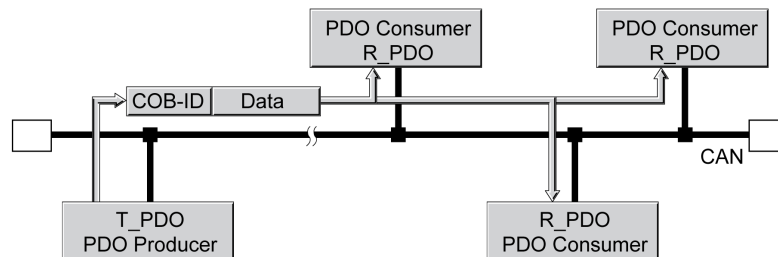 PDO Consumer
R_PDO
PDO Consumer
R_PDO
COB-ID
Data
CAN
T_PDO
PDO Producer
R_PDO
PDO Consumer